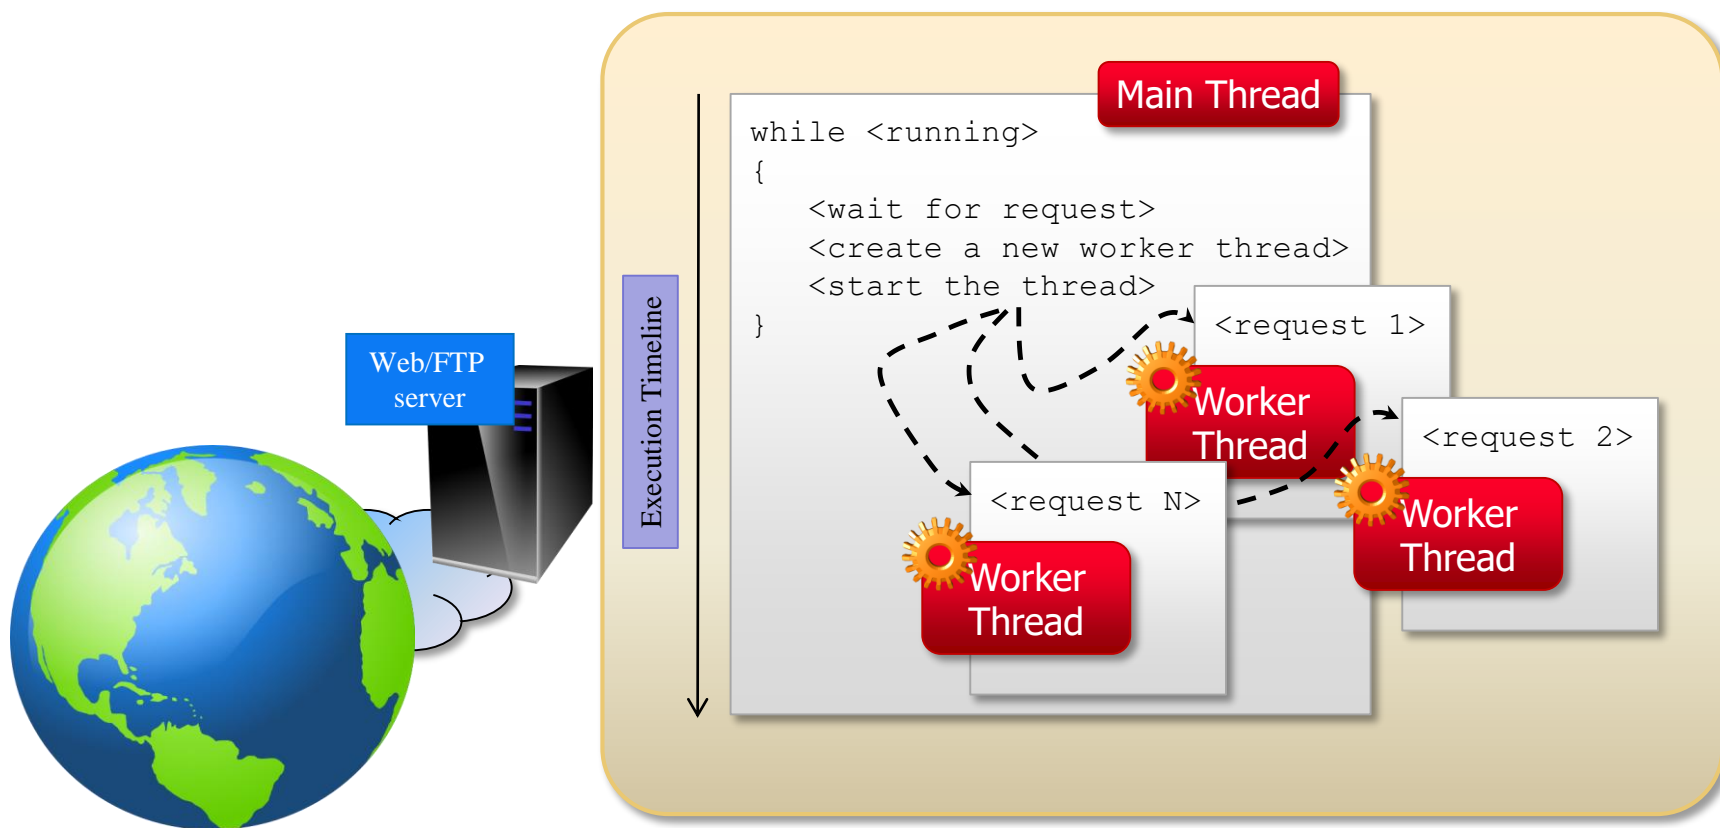 Main Thread
while <running>
{
<wait for request>
<create a new worker thread>
<start the thread>
}
Execution Timeline
Web/FTP
server
<request 1>
Worker
Thread
<request 2>
Worker
Thread
<request N>
Worker
Thread